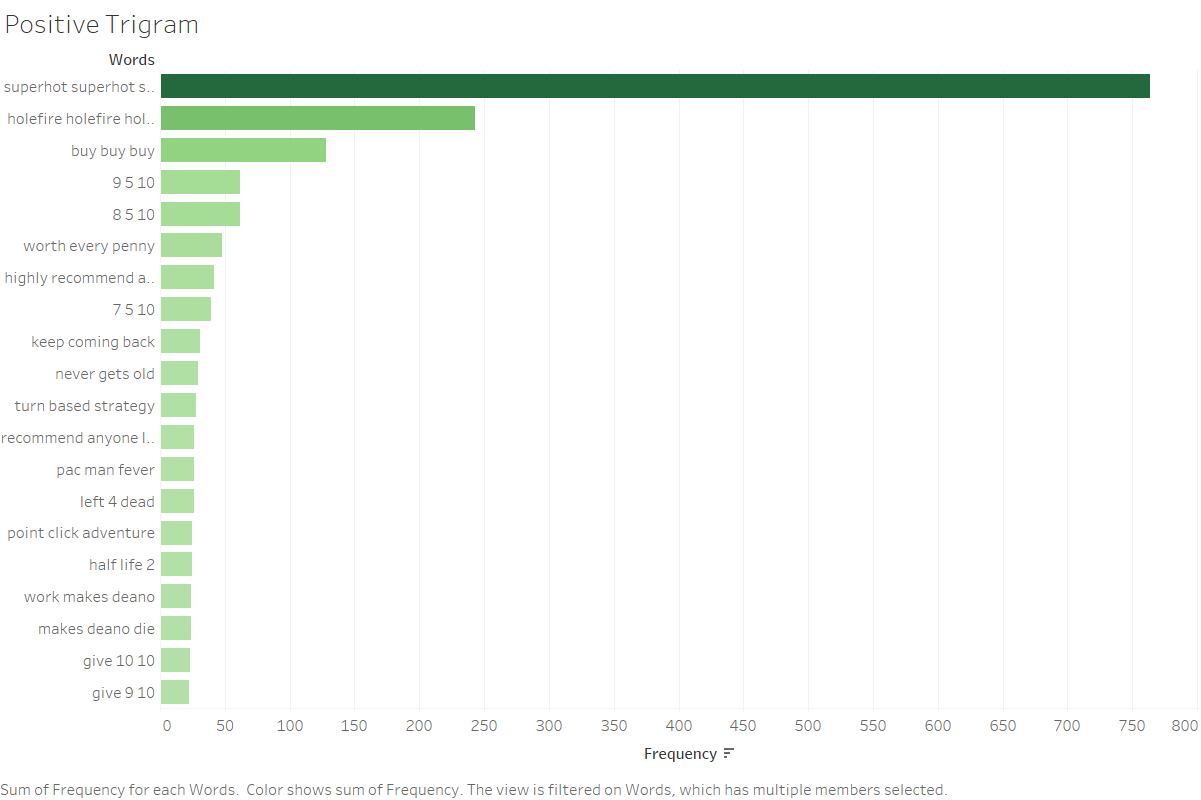 Positive Trigram
Words
superhot superhot s..
holefire holefire hol..
buy buy buy
9 5 10
8 5 10
worth every penny
highly recommend a..
7 5 10
keep coming back
never gets old
turn based strategy
recommend anyone l..
pac man fever
left 4 dead
point click adventure
half life 2
work makes deano
makes deano die
give 10 10
give 9 10
0 50 100 150 200 250 300 350 400 450 500 550 600 650 700 750 800
Frequency
Sum of Frequency for each Words. Color shows sum of Frequency. The view is filtered on Words, which has multiple members selected.